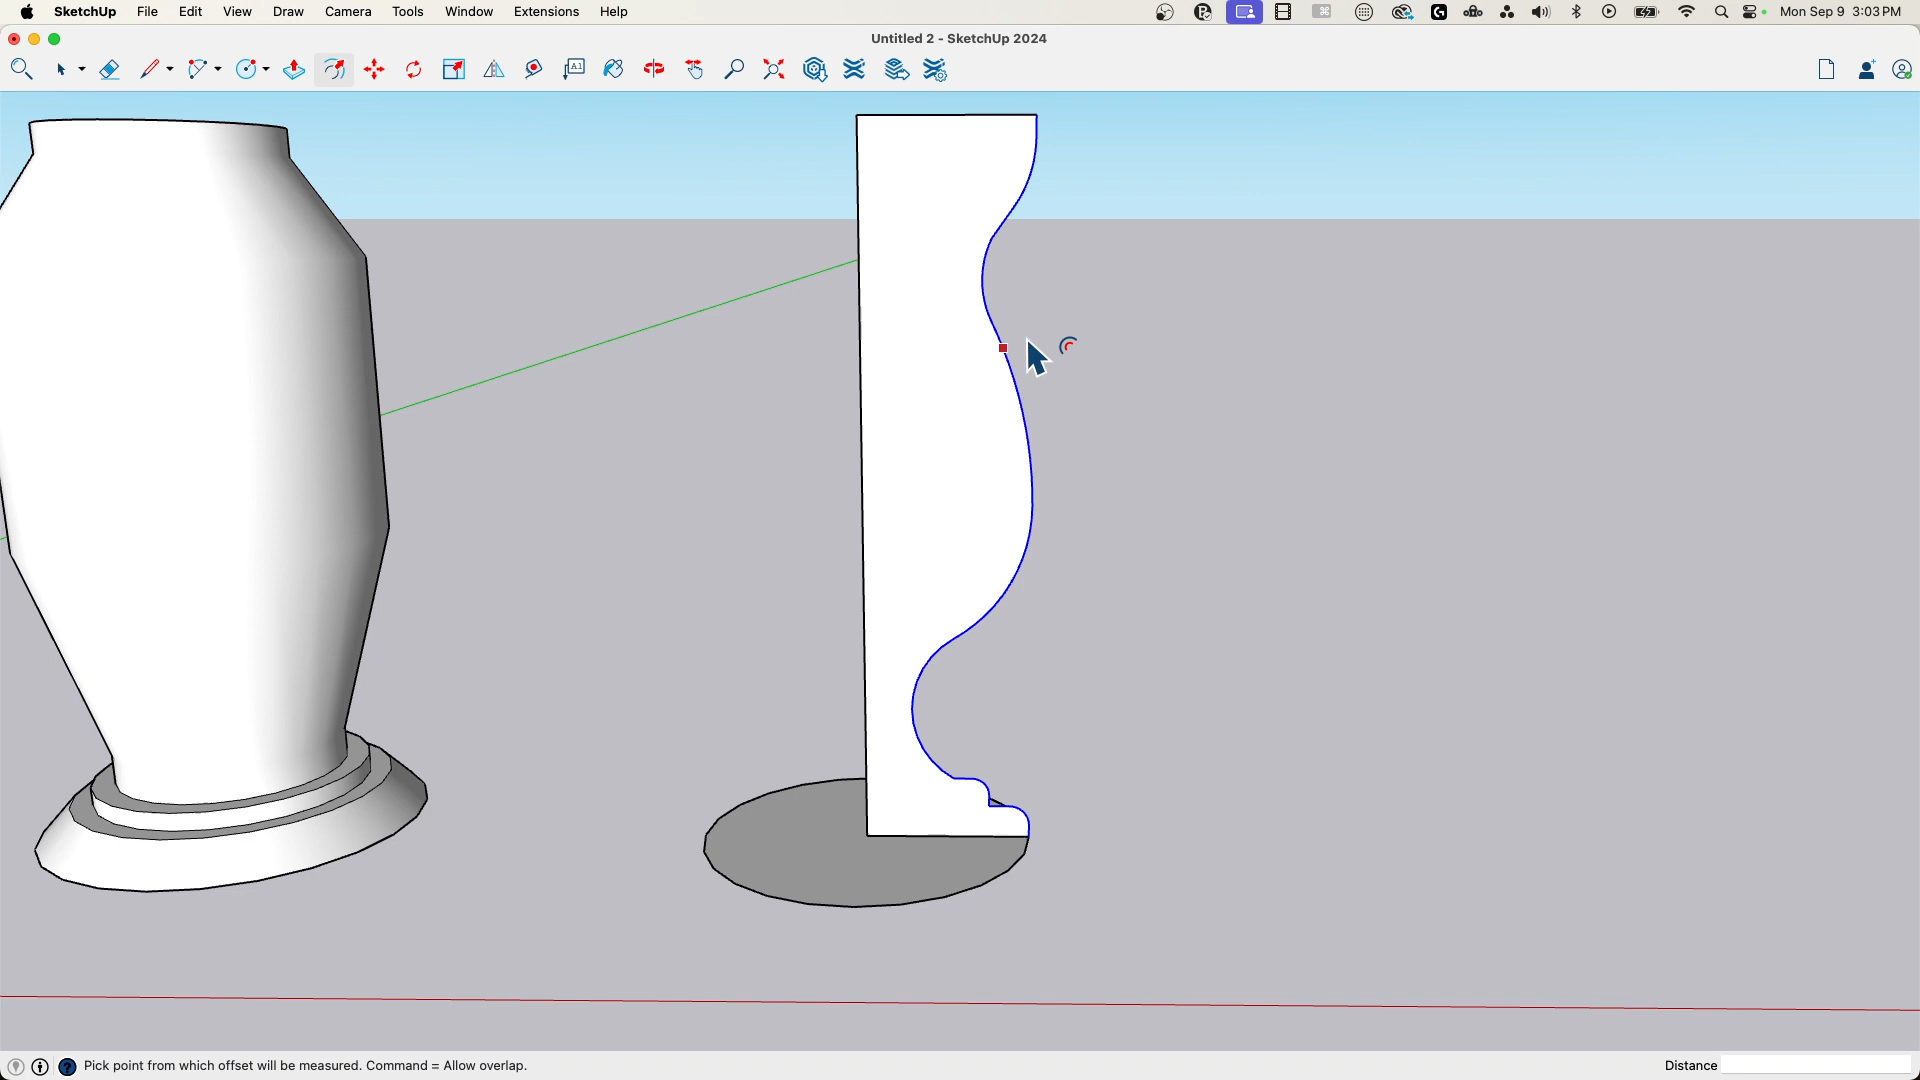 SketchUp File Edit View Draw Camera Tools Window Extensions Help Mon Sep 9 3:03 PM
Untitled 2 - SketchUp 2024
A1
Pick point from which offset will be measured. Command = Allow overlap. Distance